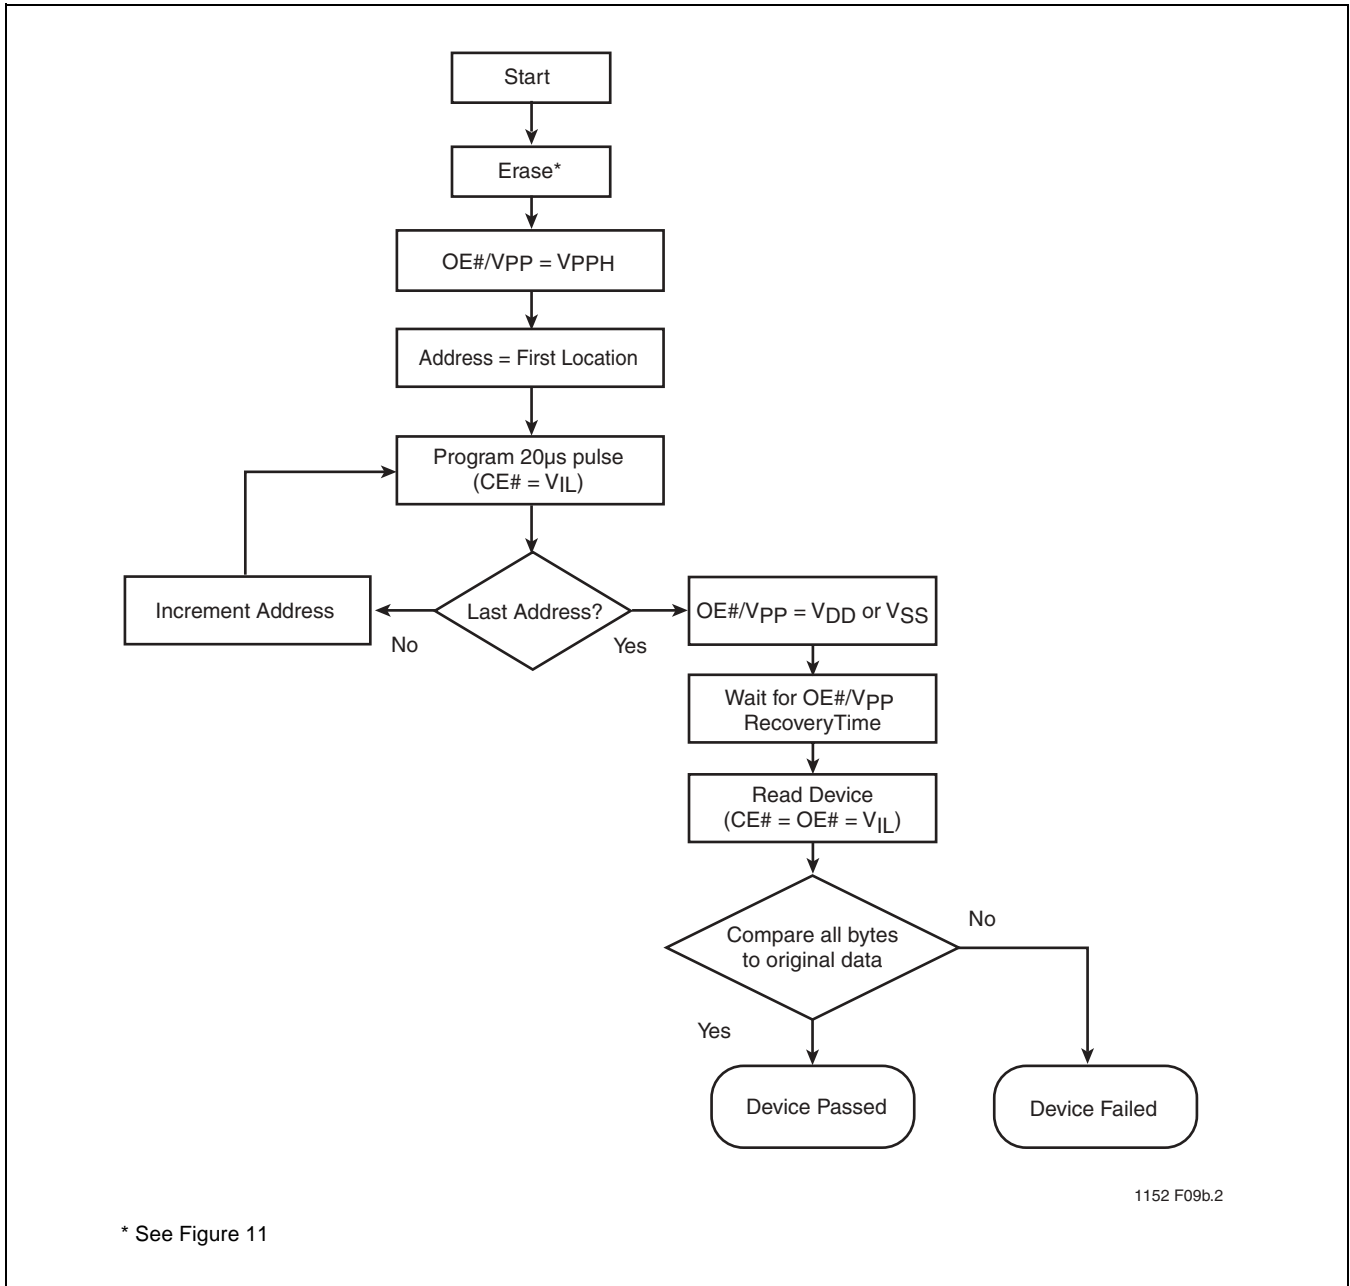 Start
Erase*
OE#/VPP = VPPH
Address = First Location
Program 20µs pulse
(CE# = VIL)
Increment Address
No
Last Address?
Yes
OE#/VPP = VDD or VSS
Wait for OE#/VPP
RecoveryTime
Read Device
(CE# = OE# = VIL)
Compare all bytes
to original data
No
Yes
Device Passed
Device Failed
1152 F09b.2
* See Figure 11